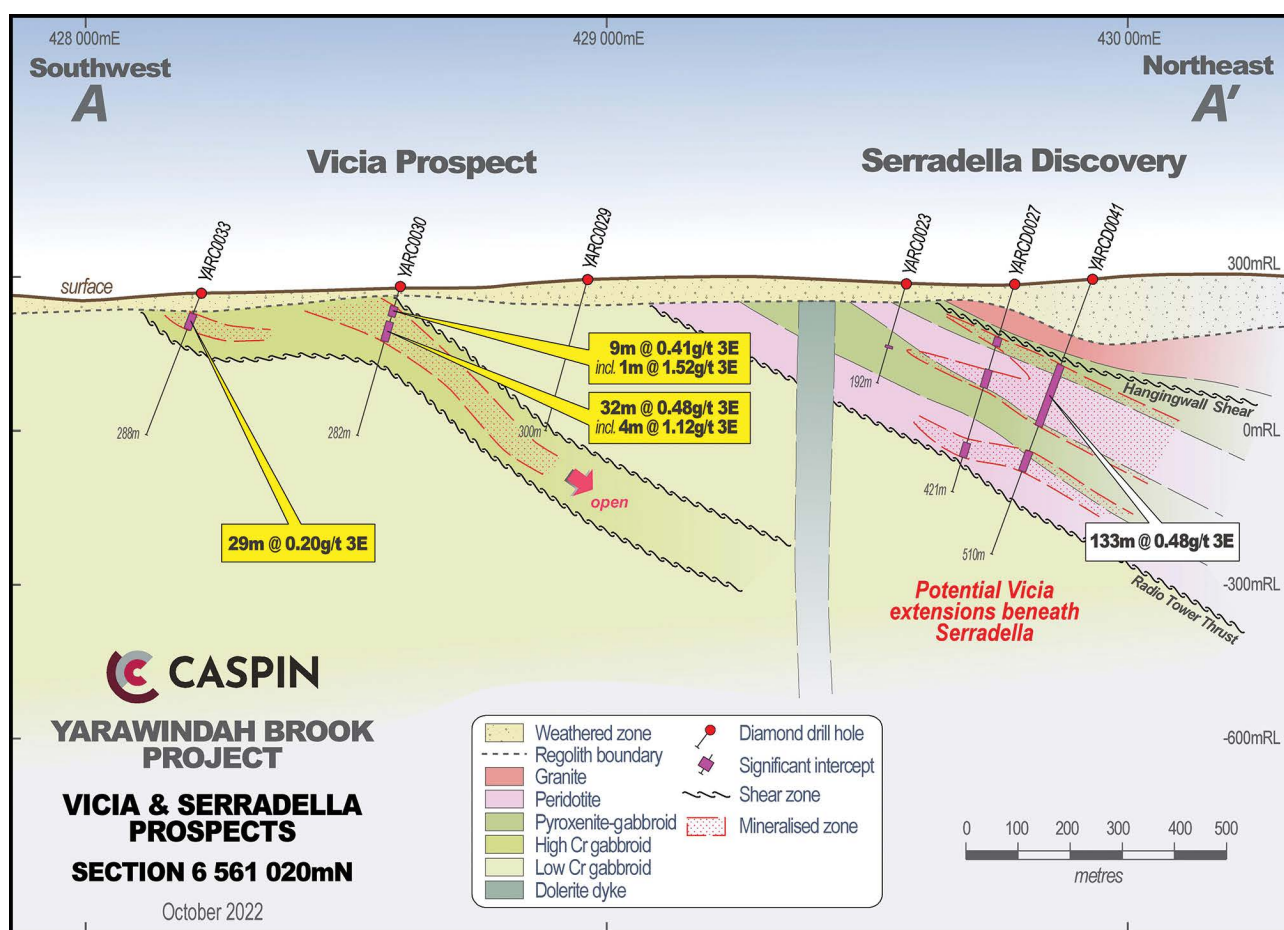 428 000mE
429 000mE
430 00mE
Southwest
A
Northeast
A'
Vicia Prospect
Serradella Discovery
YARC0033
YARC0030
YARC0029
YARC0023
YARCD0027
YARCD0041
surface
300mRL
9m @ 0.41g/t 3E
incl. 1m @ 1.52g/t 3E
32m @ 0.48g/t 3E
incl. 4m @ 1.12g/t 3E
192m
Hangingwall Shear
0mRL
288m
282m
300m
open
421m
29m @ 0.20g/t 3E
133m @ 0.48g/t 3E
510m
Potential Vicia
extensions beneath
Serradella
-300mRL
Radio Tower Thrust
CASPIN
YARAWINDAH BROOK
PROJECT
VICIA & SERRADELLA
PROSPECTS
SECTION 6 561 020mN
October 2022
Weathered zone
Regolith boundary
Granite
Peridotite
Pyroxenite-gabbroid
High Cr gabbroid
Low Cr gabbroid
Dolerite dyke
Diamond drill hole
Significant intercept
Shear zone
Mineralised zone
-600mRL
0 100 200 300 400 500
metres